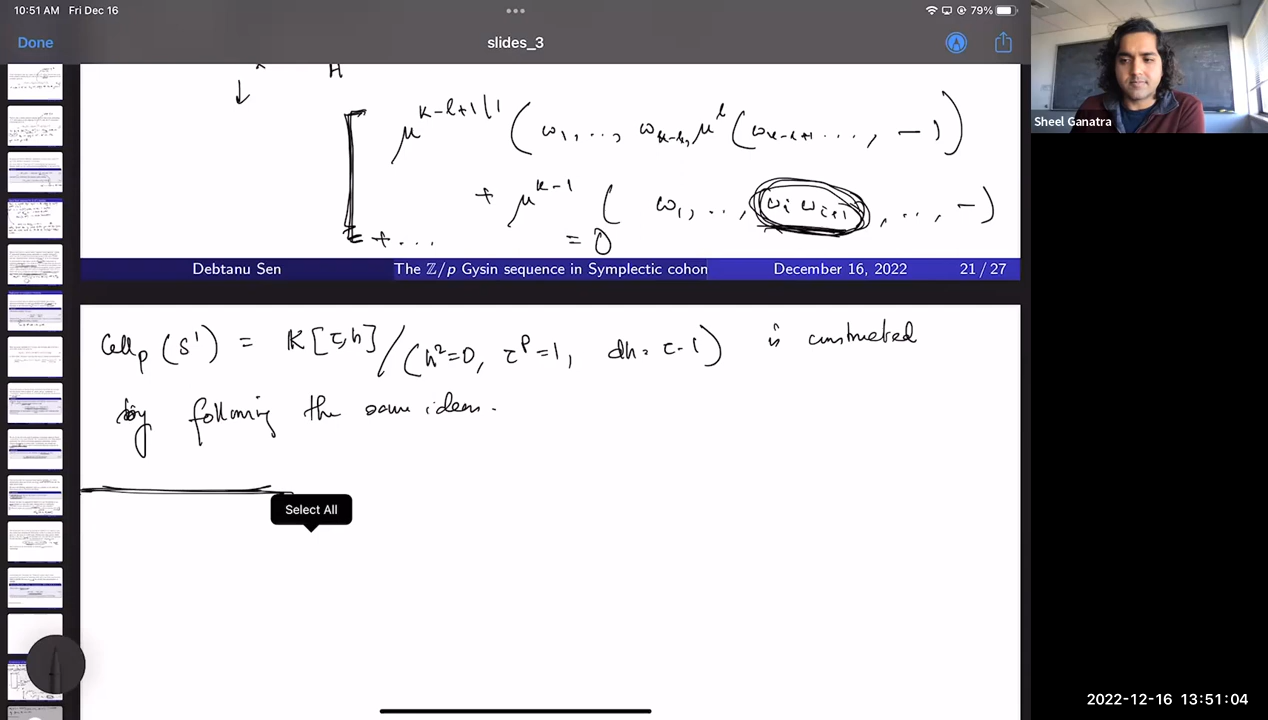 10:51 AM Fri Dec 16
79%
Done
slides_3
H
μ^{k-l+1|1} (ω_1, .., ω_{k-l}, μ^l (ω_{k-l+1} ..., —))
+ μ^{k-1} ( ω_1, .., ω_i ω_{i+1}, .., —)
+ ... = 0
Debtanu Sen The ℤ/p Gysin sequence in Symplectic cohon December 16, 2022 21 / 27
Cell_p (S^1) = K[τ,h] / (h^2=0, τ^p=1, dh = τ-1) is constructed
by following the same ideas.
Select All
Sheel Ganatra
2022-12-16 13:51:04